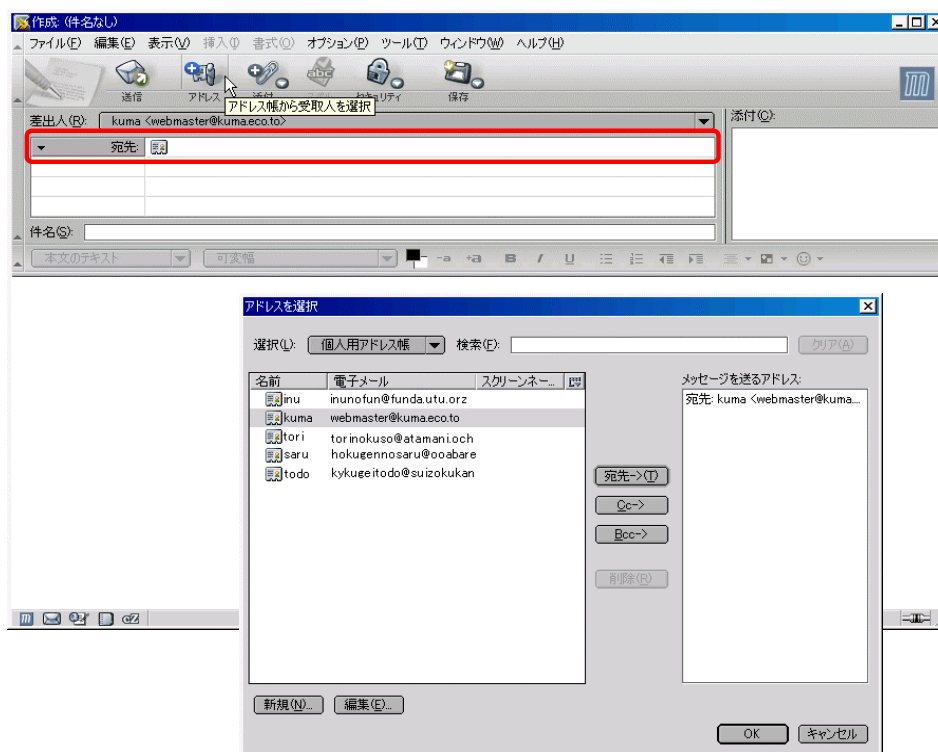 作成: (件名なし)
ファイル(F) 編集(E) 表示(V) 挿入(I) 書式(O) オプション(P) ツール(T) ウィンドウ(W) ヘルプ(H)
送信 アドレス セキュリティ 保存
アドレス帳から受取人を選択
差出人(R): kuma <webmaster@kuma.eco.to>
添付(C):
宛先:
件名(S):
本文のテキスト 可変幅
アドレスを選択
選択(L): 個人用アドレス帳 検索(F): クリア(A)
名前 電子メール スクリーンネー...
メッセージを送るアドレス:
inu inunofun@funda.utu.orz
宛先: kuma <webmaster@kuma...
kuma webmaster@kuma.eco.to
tori torinokuso@atamani.och
saru hokugennosaru@ooabare
todo kykugeitodo@suizokukan
宛先->(T)
Cc->
Bcc->
削除(R)
新規(N)... 編集(E)...
OK キャンセル